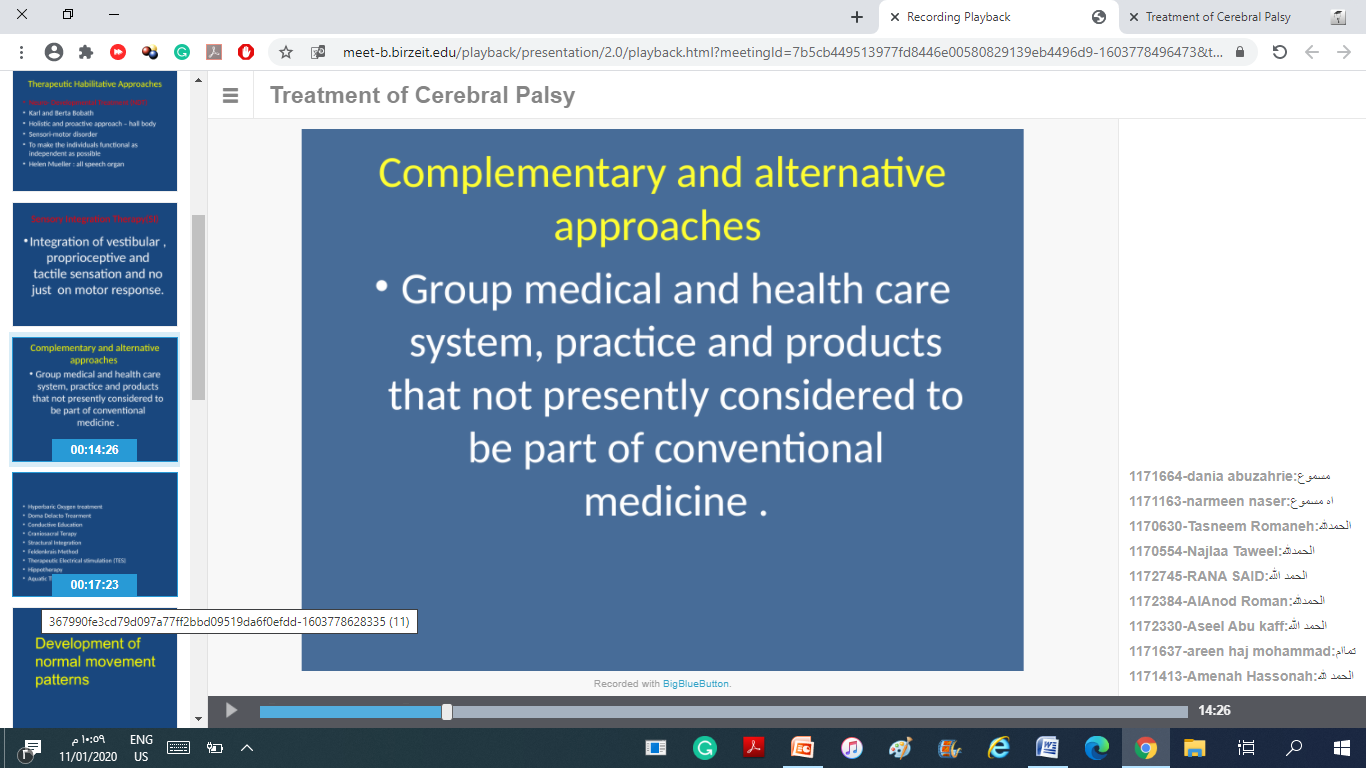 Recording Playback
Treatment of Cerebral Palsy
meet-b.birzeit.edu/playback/presentation/2.0/playback.html?meetingId=7b5cb449513977fd8446e00580829139eb4496d9-1603778496473&t...
Therapeutic Habilitative Approaches
• Karl and Berta Bobath
• Holistic and proactive approach – hall body
• Sensori-motor disorder
• To make the individuals functional as
independent as possible
• Helen Mueller : all speech organ
Sensory Integration
• Integration of vestibular ,
proprioceptive and
tactile sensation and no
just on motor response.
Complementary and alternative
approaches
• Group medical and health care
system, practice and products
that not presently considered to
be part of conventional
medicine .
00:14:26
• Hyperbaric Oxygen treatment
• Doma Delacto Trearment
• Conductive Education
• Craniosacral Terapy
• Structural Integration
• Feldenkrais Method
• Therapeutic Electrical stimulation (TES)
• Hippotherapy
• Aquatic T
00:17:23
367990fe3cd79d097a77ff2bbd09519da6f0efdd-1603778628335 (11)
Development of
normal movement
patterns
Treatment of Cerebral Palsy
Complementary and alternative
approaches
• Group medical and health care
system, practice and products
that not presently considered to
be part of conventional
medicine .
Recorded with BigBlueButton.
1171664-dania abuzahrie:مسموع
1171163-narmeen naser:اه مسموع
1170630-Tasneem Romaneh:الحمدلله
1170554-Najlaa Taweel:الحمدلله
1172745-RANA SAID:الحمد الله
1172384-AlAnod Roman:الحمدلله
1172330-Aseel Abu kaff:الحمد الله
1171637-areen haj mohammad:تماام
1171413-Amenah Hassonah:الحمد لله
14:26
١٠:٥٩ م
11/01/2020
ENG
US